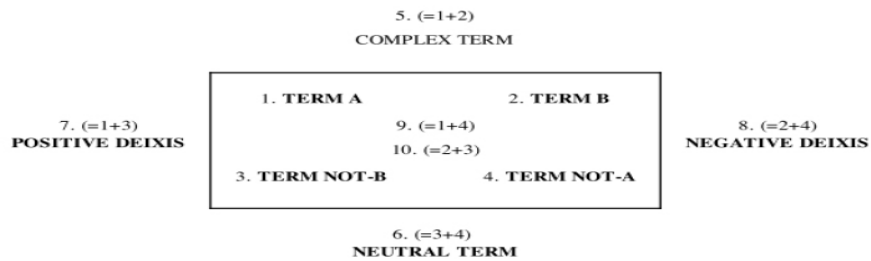 5. (=1+2)
COMPLEX TERM
1. TERM A 2. TERM B
7. (=1+3) 9. (=1+4) 8. (=2+4)
POSITIVE DEIXIS 10. (=2+3) NEGATIVE DEIXIS
3. TERM NOT-B 4. TERM NOT-A
6. (=3+4)
NEUTRAL TERM